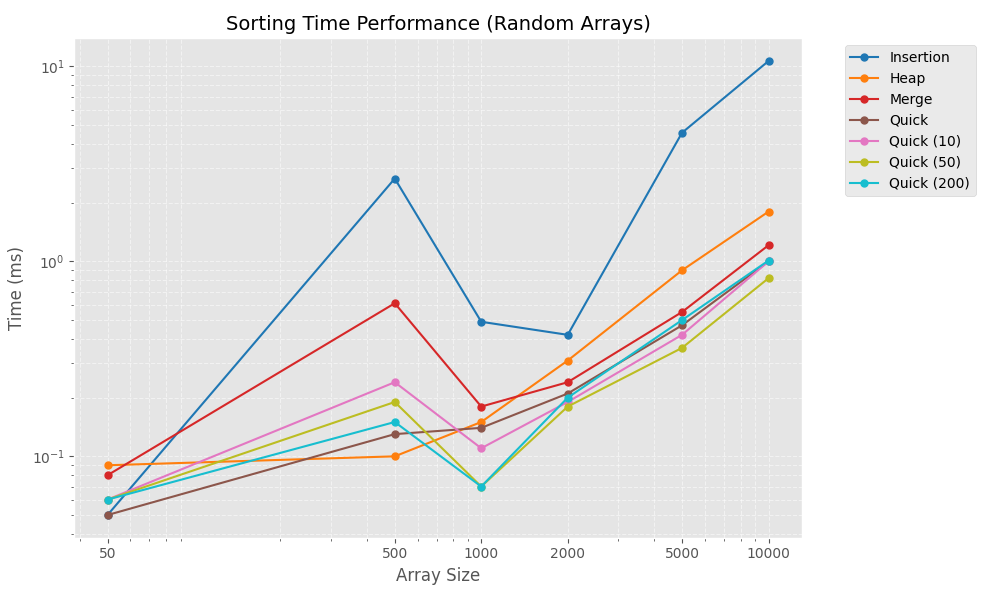 Sorting Time Performance (Random Arrays)
Time (ms)
10¹
10⁰
10⁻¹
50
500
1000
2000
5000
10000
Array Size
Insertion
Heap
Merge
Quick
Quick (10)
Quick (50)
Quick (200)